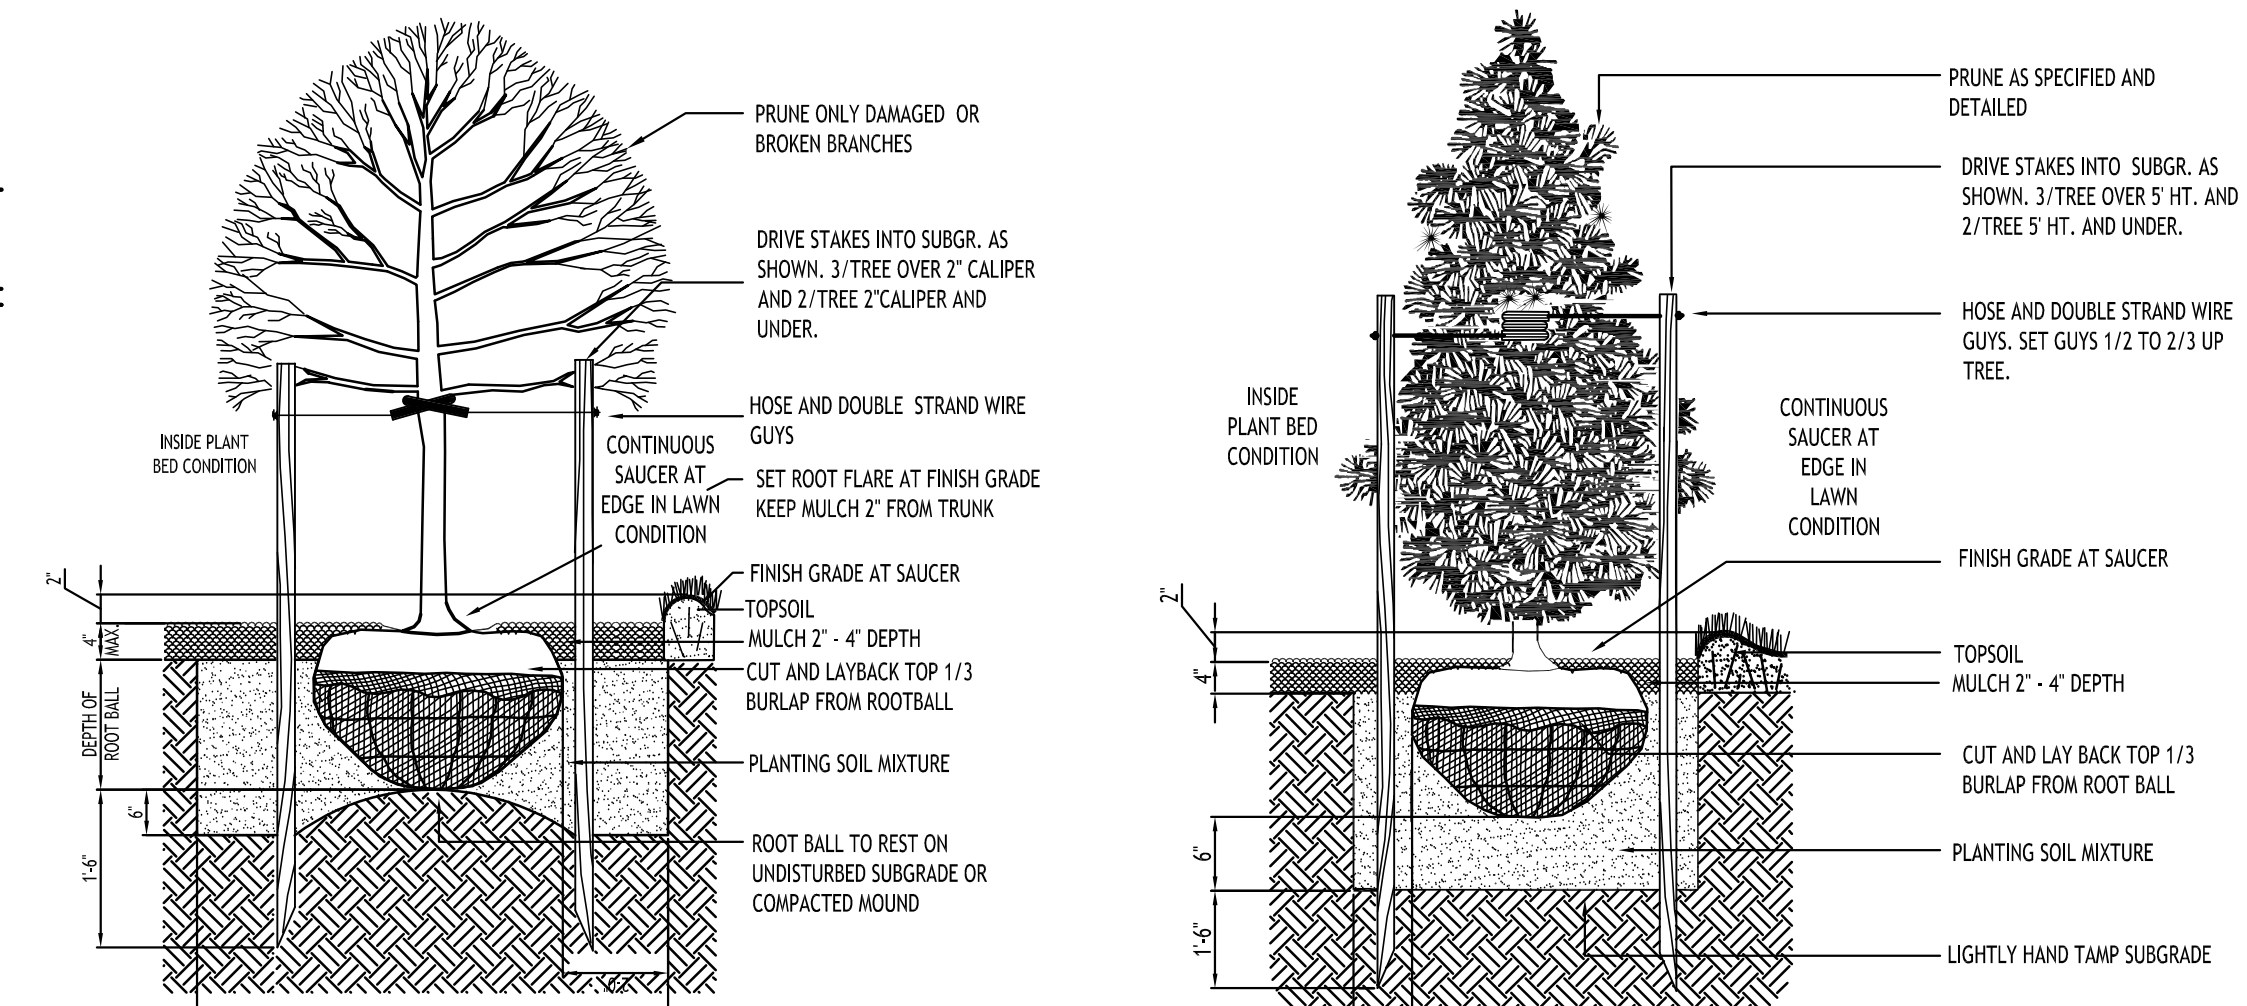 PRUNE ONLY DAMAGED OR
BROKEN BRANCHES
DRIVE STAKES INTO SUBGR. AS
SHOWN. 3/TREE OVER 2" CALIPER
AND 2/TREE 2"CALIPER AND
UNDER.
HOSE AND DOUBLE STRAND WIRE
GUYS
INSIDE PLANT
BED CONDITION
CONTINUOUS
SAUCER AT
EDGE IN LAWN
CONDITION
SET ROOT FLARE AT FINISH GRADE
KEEP MULCH 2" FROM TRUNK
FINISH GRADE AT SAUCER
TOPSOIL
MULCH 2" - 4" DEPTH
CUT AND LAYBACK TOP 1/3
BURLAP FROM ROOTBALL
PLANTING SOIL MIXTURE
ROOT BALL TO REST ON
UNDISTURBED SUBGRADE OR
COMPACTED MOUND
2"
4"
MAX.
DEPTH OF
ROOT BALL
6"
1'-6"
2'-0"
PRUNE AS SPECIFIED AND
DETAILED
DRIVE STAKES INTO SUBGR. AS
SHOWN. 3/TREE OVER 5' HT. AND
2/TREE 5' HT. AND UNDER.
HOSE AND DOUBLE STRAND WIRE
GUYS. SET GUYS 1/2 TO 2/3 UP
TREE.
INSIDE
PLANT BED
CONDITION
CONTINUOUS
SAUCER AT
EDGE IN
LAWN
CONDITION
FINISH GRADE AT SAUCER
TOPSOIL
MULCH 2" - 4" DEPTH
CUT AND LAY BACK TOP 1/3
BURLAP FROM ROOT BALL
PLANTING SOIL MIXTURE
LIGHTLY HAND TAMP SUBGRADE
2"
4"
6"
1'-6"